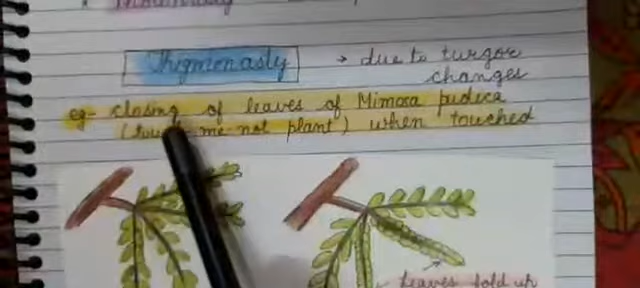 Thigmonasty → due to turgor
changes
eg- closing of leaves of Mimosa pudica
(touch me not plant) when touched
leaves fold up